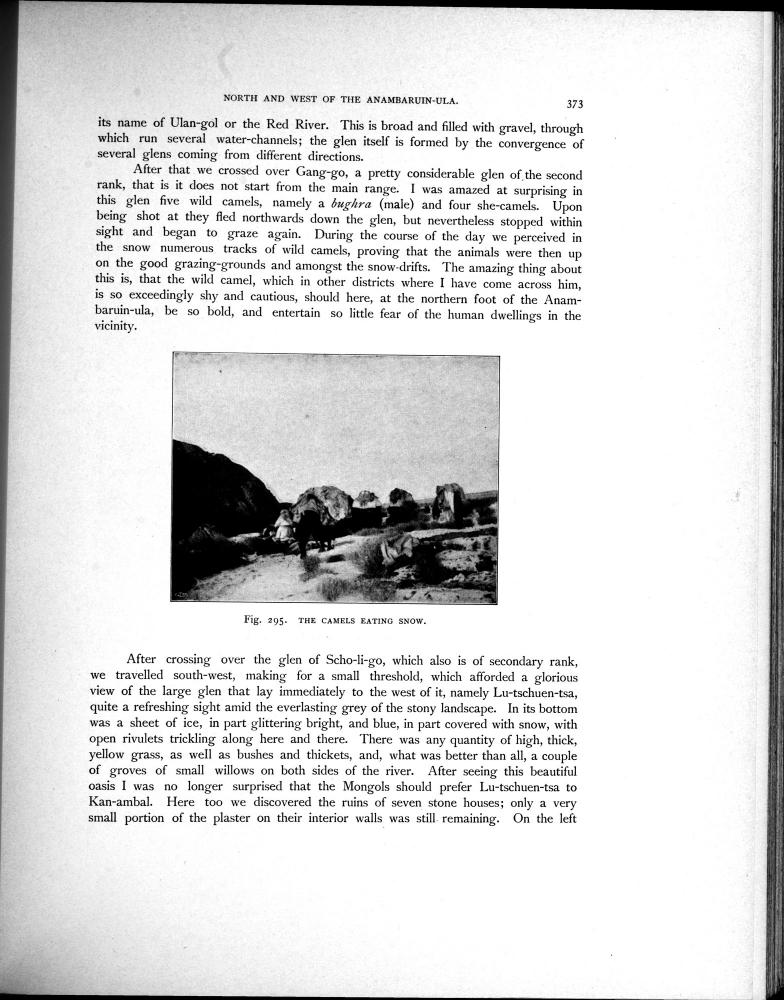 NORTH AND WEST OF THE ANAMBARUIN-ULA. 373
its name of Ulan-gol or the Red River. This is broad and filled with gravel, through
which run several water-channels; the glen itself is formed by the convergence of
several glens coming from different directions.
After that we crossed over Gang-go, a pretty considerable glen of the second
rank, that is it does not start from the main range. I was amazed at surprising in
this glen five wild camels, namely a bughra (male) and four she-camels. Upon
being shot at they fled northwards down the glen, but nevertheless stopped within
sight and began to graze again. During the course of the day we perceived in
the snow numerous tracks of wild camels, proving that the animals were then up
on the good grazing-grounds and amongst the snow-drifts. The amazing thing about
this is, that the wild camel, which in other districts where I have come across him,
is so exceedingly shy and cautious, should here, at the northern foot of the Anam-
baruin-ula, be so bold, and entertain so little fear of the human dwellings in the
vicinity.
Fig. 295. THE CAMELS EATING SNOW.
After crossing over the glen of Scho-li-go, which also is of secondary rank,
we travelled south-west, making for a small threshold, which afforded a glorious
view of the large glen that lay immediately to the west of it, namely Lu-tschuen-tsa,
quite a refreshing sight amid the everlasting grey of the stony landscape. In its bottom
was a sheet of ice, in part glittering bright, and blue, in part covered with snow, with
open rivulets trickling along here and there. There was any quantity of high, thick,
yellow grass, as well as bushes and thickets, and, what was better than all, a couple
of groves of small willows on both sides of the river. After seeing this beautiful
oasis I was no longer surprised that the Mongols should prefer Lu-tschuen-tsa to
Kan-ambal. Here too we discovered the ruins of seven stone houses; only a very
small portion of the plaster on their interior walls was still remaining. On the left